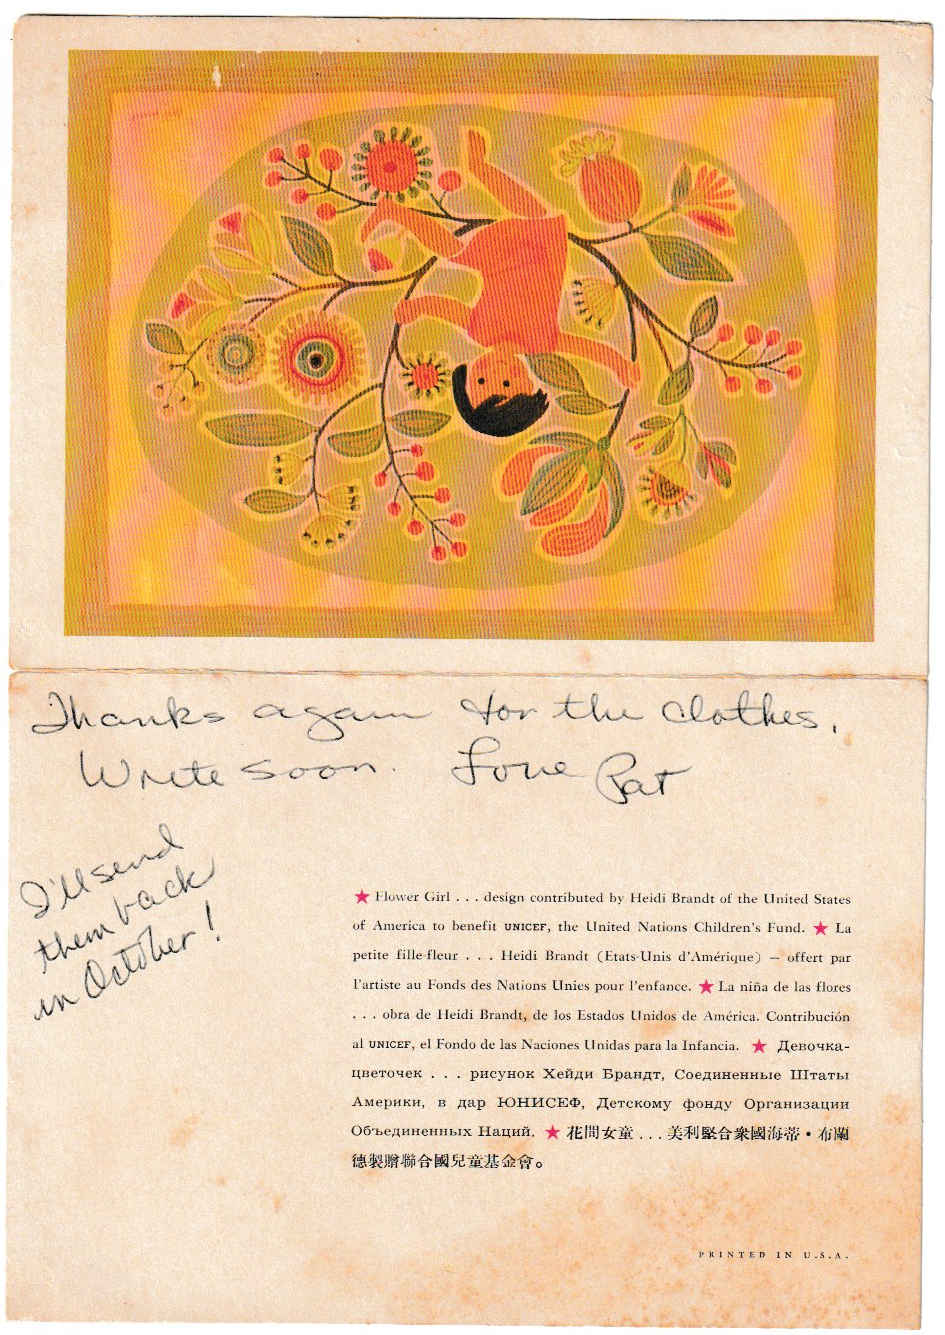 Thanks again for the clothes,
Write soon. Love Pat
I'll send
them back
in October!
★ Flower Girl . . . design contributed by Heidi Brandt of the United States
of America to benefit UNICEF, the United Nations Children's Fund. ★ La
petite fille-fleur . . . Heidi Brandt (Etats-Unis d'Amérique) — offert par
l'artiste au Fonds des Nations Unies pour l'enfance. ★ La niña de las flores
. . . obra de Heidi Brandt, de los Estados Unidos de América. Contribución
al UNICEF, el Fondo de las Naciones Unidas para la Infancia. ★ Девочка-
цветочек . . . рисунок Хейди Брандт, Соединенные Штаты
Америки, в дар ЮНИСЕФ, Детскому фонду Организации
Объединенных Наций. ★ 花間女童 . . . 美利堅合衆國海蒂・布蘭
德製贈聯合國兒童基金會。
PRINTED IN U.S.A.